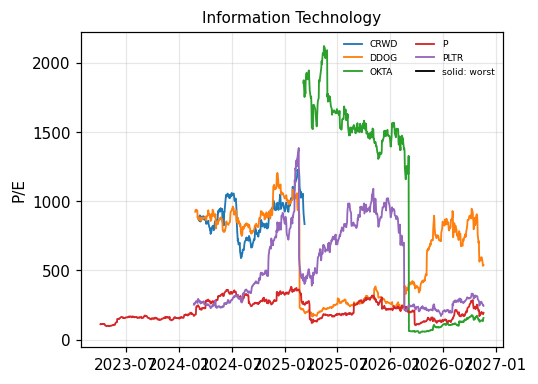 Information Technology
CRWD
DDOG
OKTA
P
PLTR
solid: worst
P/E
2000
1500
1000
500
0
2023-07
2024-01
2024-07
2025-01
2025-07
2026-01
2026-07
2027-01